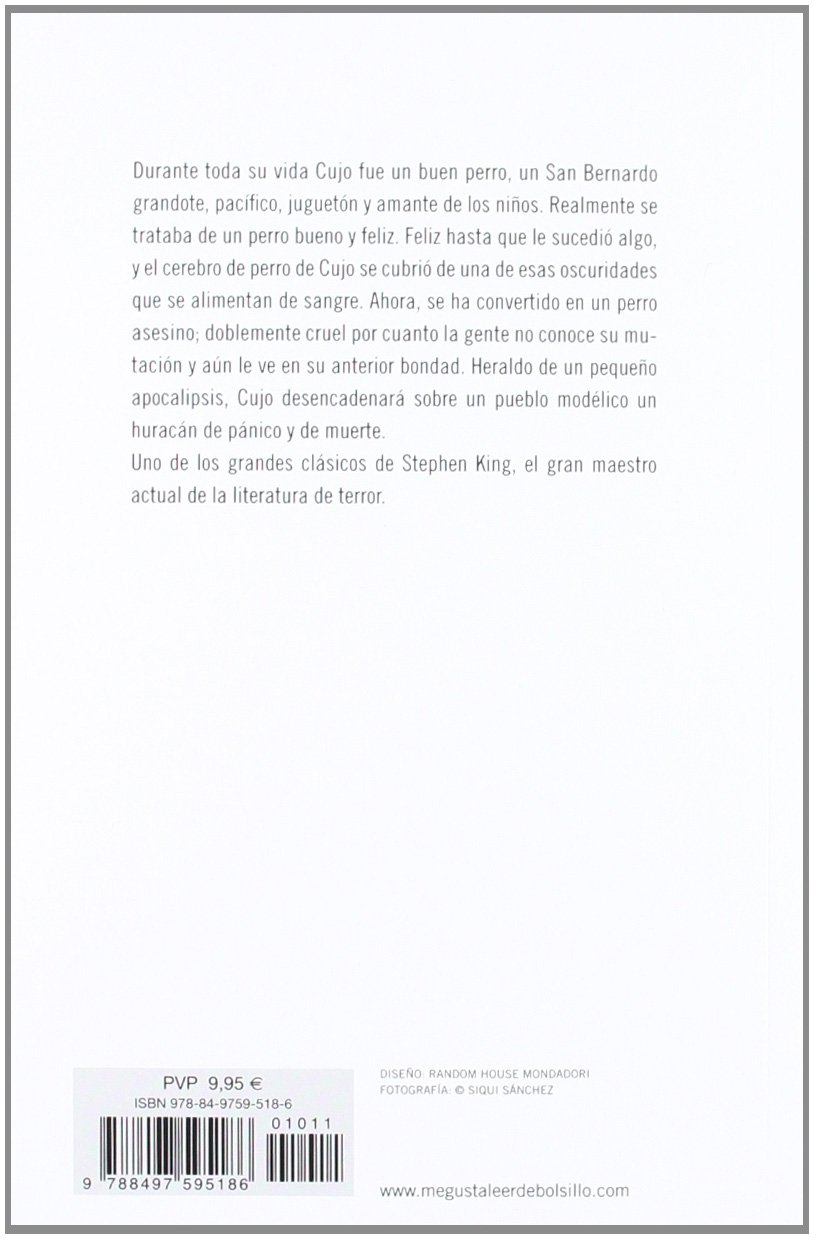 Durante toda su vida Cujo fue un buen perro, un San Bernardo
grandote, pacífico, juguetón y amante de los niños. Realmente se
trataba de un perro bueno y feliz. Feliz hasta que le sucedió algo,
y el cerebro de perro de Cujo se cubrió de una de esas oscuridades
que se alimentan de sangre. Ahora, se ha convertido en un perro
asesino; doblemente cruel por cuanto la gente no conoce su mu-
tación y aún le ve en su anterior bondad. Heraldo de un pequeño
apocalipsis, Cujo desencadenará sobre un pueblo modélico un
huracán de pánico y de muerte.
Uno de los grandes clásicos de Stephen King, el gran maestro
actual de la literatura de terror.
PVP 9,95 €
ISBN 978-84-9759-518-6
01011
9 788497 595186
DISEÑO: RANDOM HOUSE MONDADORI
FOTOGRAFÍA: © SIQUI SÁNCHEZ
www.megustaleerdebolsillo.com